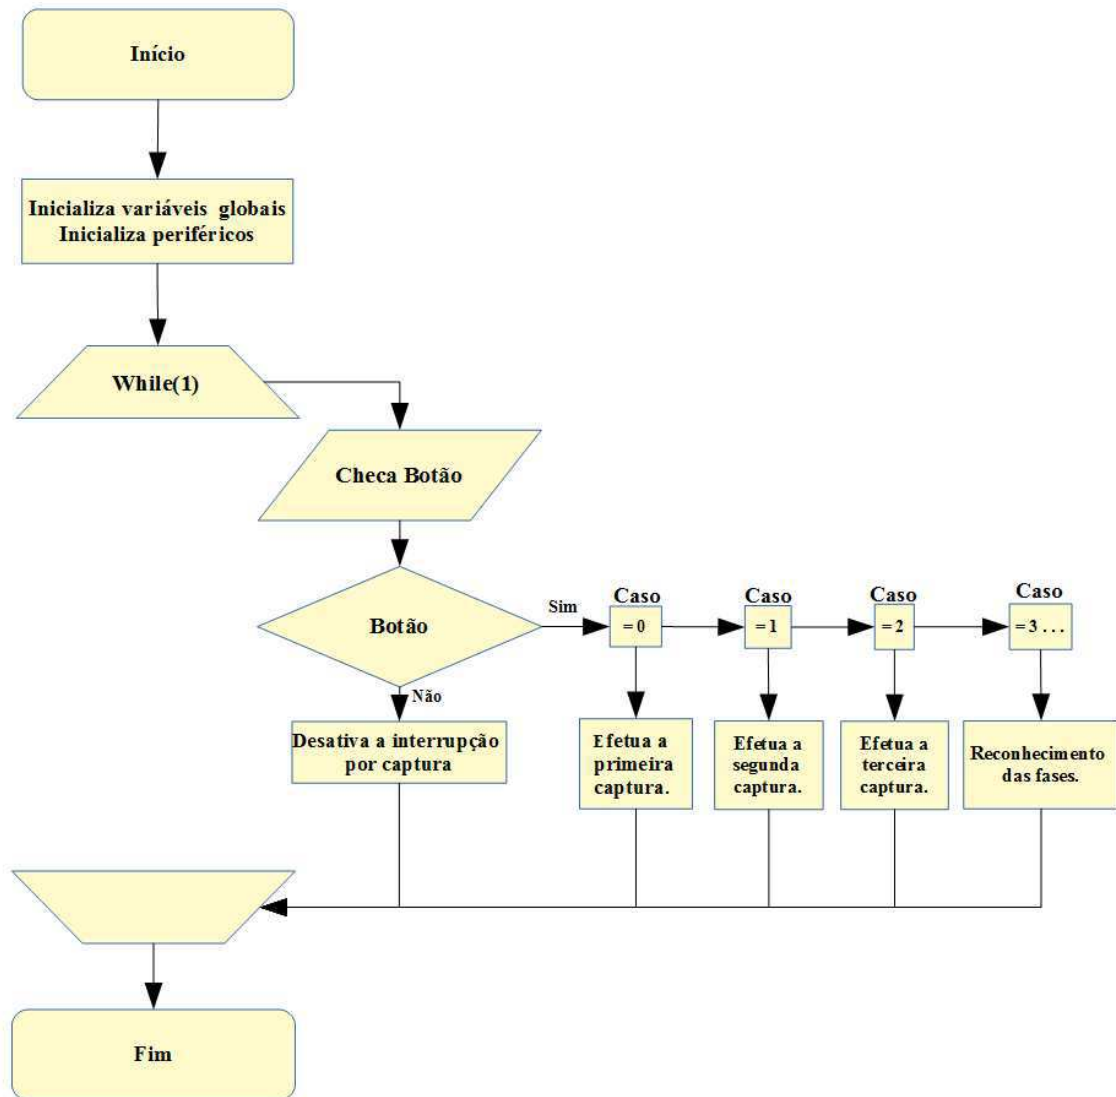 Início
Inicializa variáveis globais
Inicializa periféricos
While(1)
Checa Botão
Botão
Sim
Não
Caso
= 0
Caso
= 1
Caso
= 2
Caso
= 3 . . .
Desativa a interrupção
por captura
Efetua a
primeira
captura.
Efetua a
segunda
captura.
Efetua a
terceira
captura.
Reconhecimento
das fases.
Fim